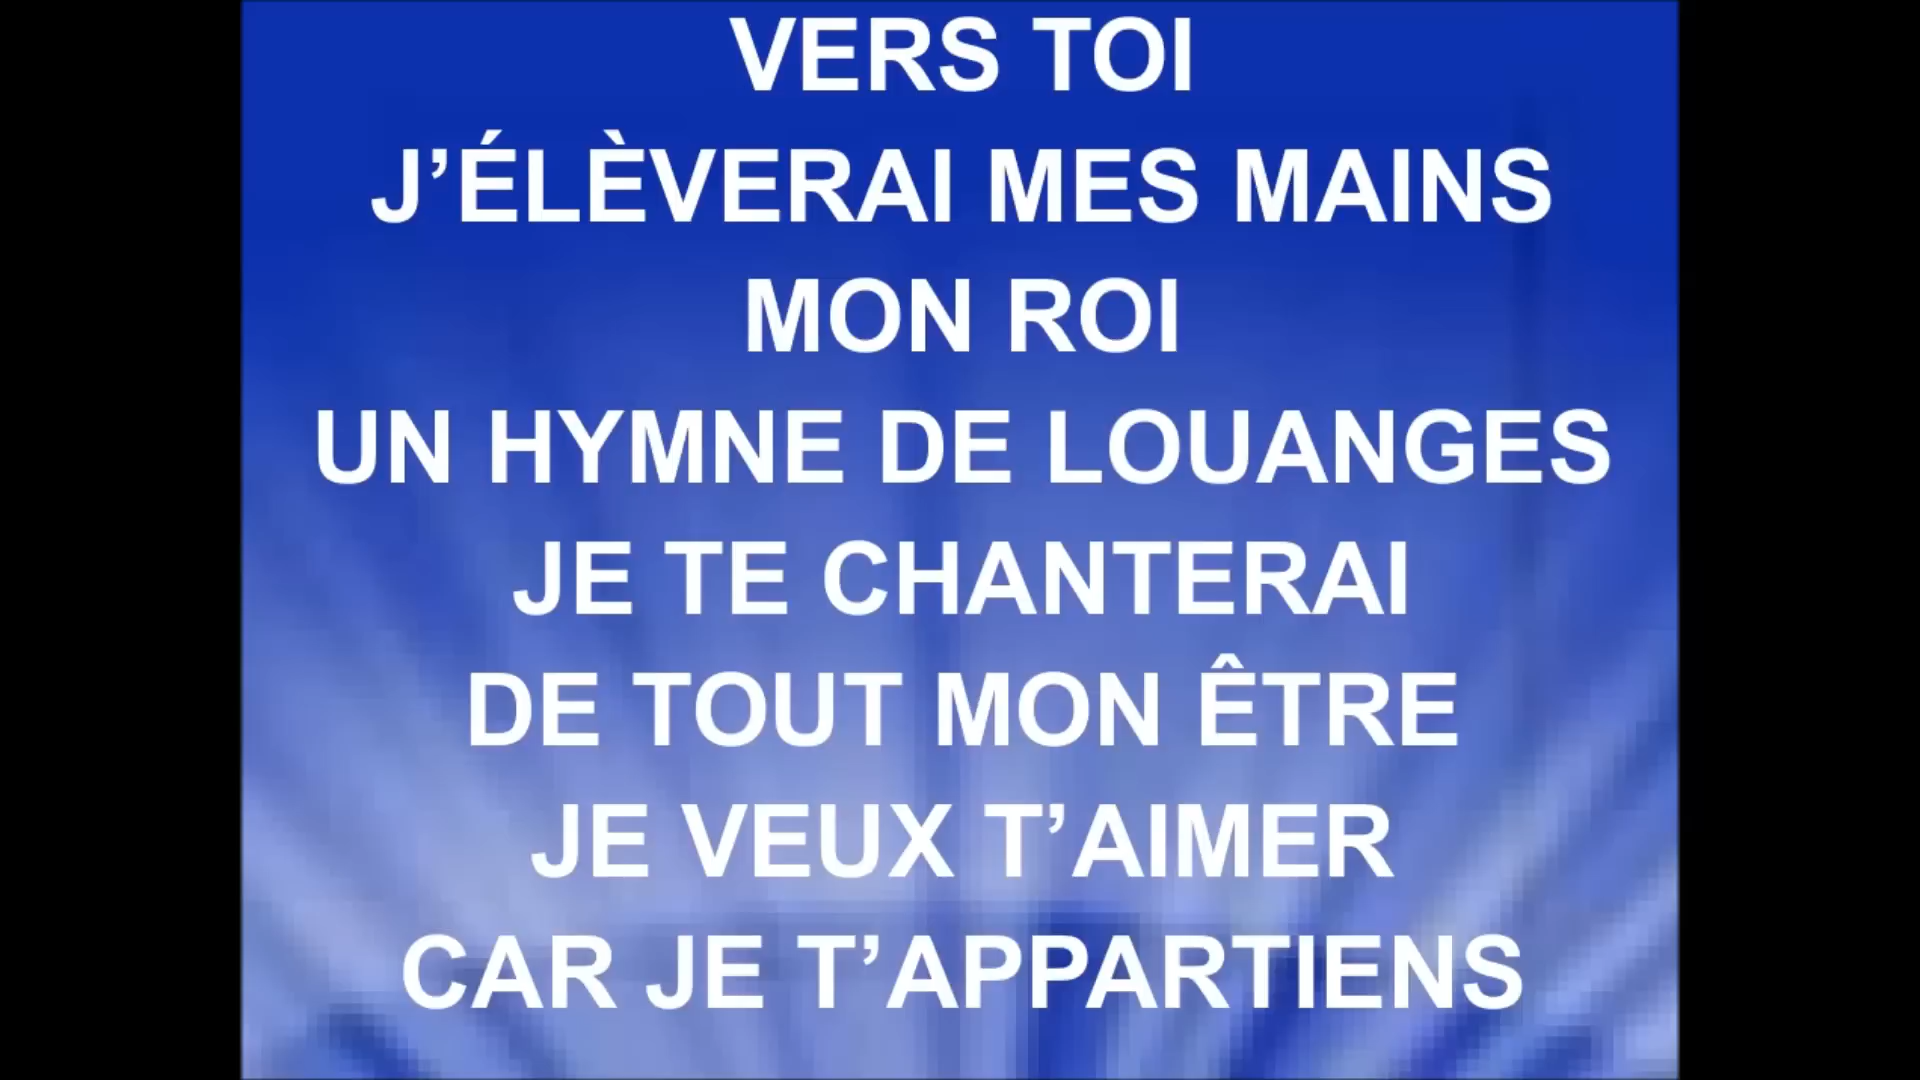 VERS TOI
J’ÉLÈVERAI MES MAINS
MON ROI
UN HYMNE DE LOUANGES
JE TE CHANTERAI
DE TOUT MON ÊTRE
JE VEUX T’AIMER
CAR JE T’APPARTIENS